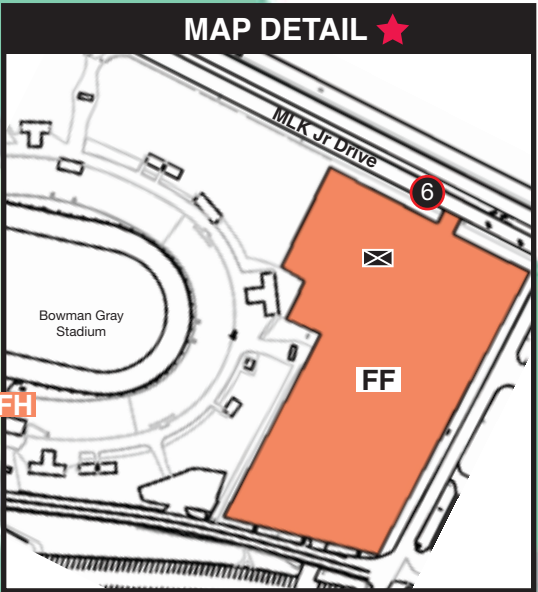 MAP DETAIL
MLK Jr Drive
6
Bowman Gray
Stadium
FF
FH